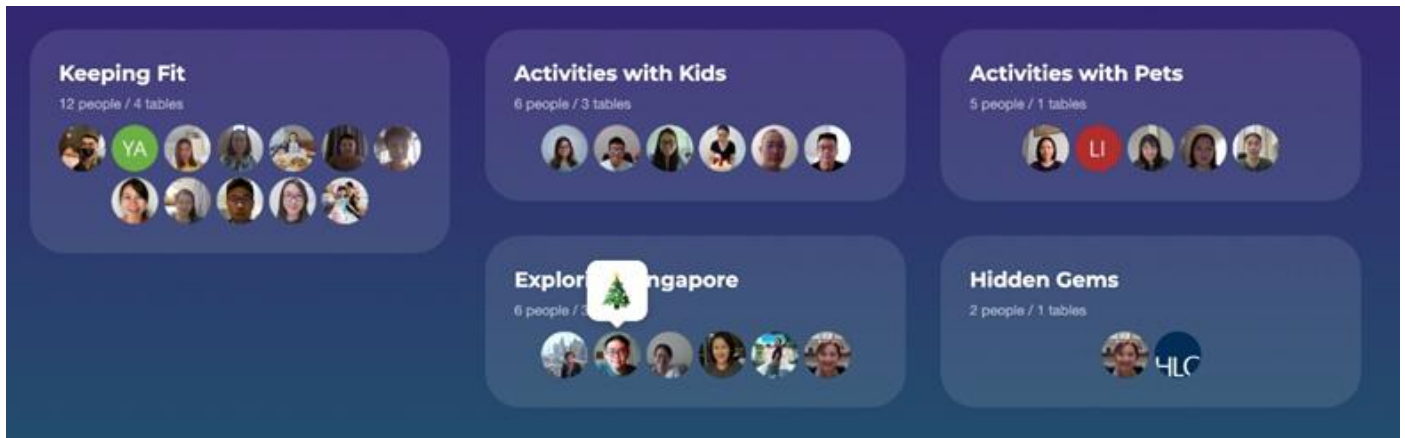 Keeping Fit
12 people / 4 tables
YA
Activities with Kids
6 people / 3 tables
Activities with Pets
5 people / 1 tables
LI
ngapore
6 people /
Hidden Gems
2 people / 1 tables
HLC